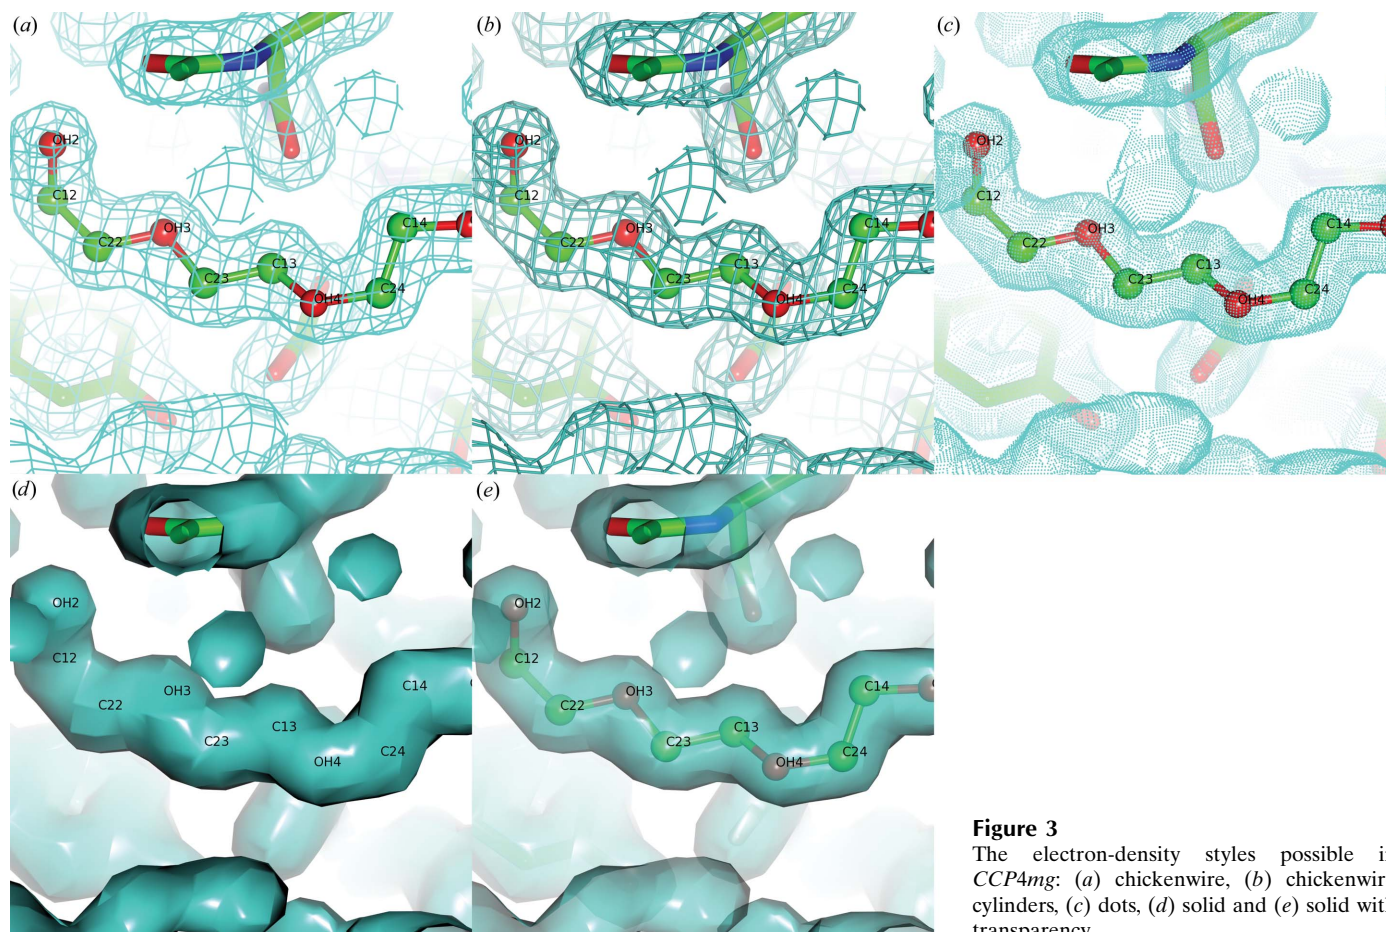 (a)
OH2
C12
C22
OH3
C23
C13
OH4
C24
C14
(b)
OH2
C12
C22
OH3
C23
C13
OH4
C24
C14
(c)
OH2
C12
C22
OH3
C23
C13
OH4
C24
C14
(d)
OH2
C12
C22
OH3
C23
C13
OH4
C24
C14
(e)
OH2
C12
C22
OH3
C23
C13
OH4
C24
C14
Figure 3
The electron-density styles possible
CCP4mg: (a) chickenwire, (b) chickenwir
cylinders, (c) dots, (d) solid and (e) solid wit
transparency